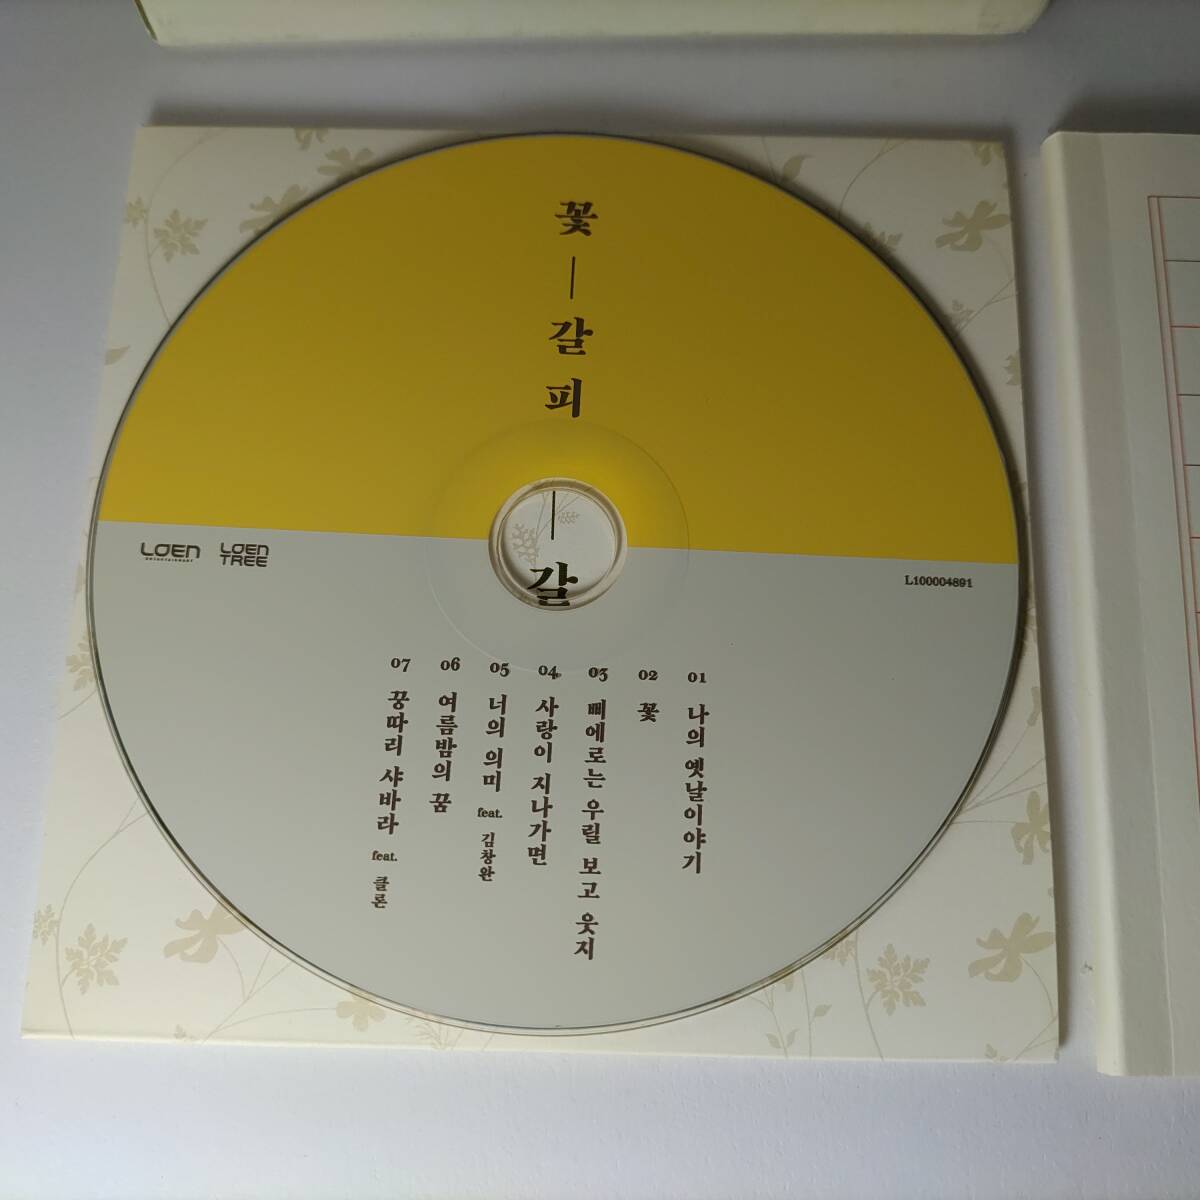 꽃 — 갈 피
— 갈
LOEN
ENTERTAINMENT
LOEN
TREE
L100004891
01 나의 옛날이야기
02 꽃
03 삐에로는 우릴 보고 웃지
04 사랑이 지나가면
05 너의 의미 feat. 김창완
06 여름밤의 꿈
07 꿍따리 샤바라 feat. 클론